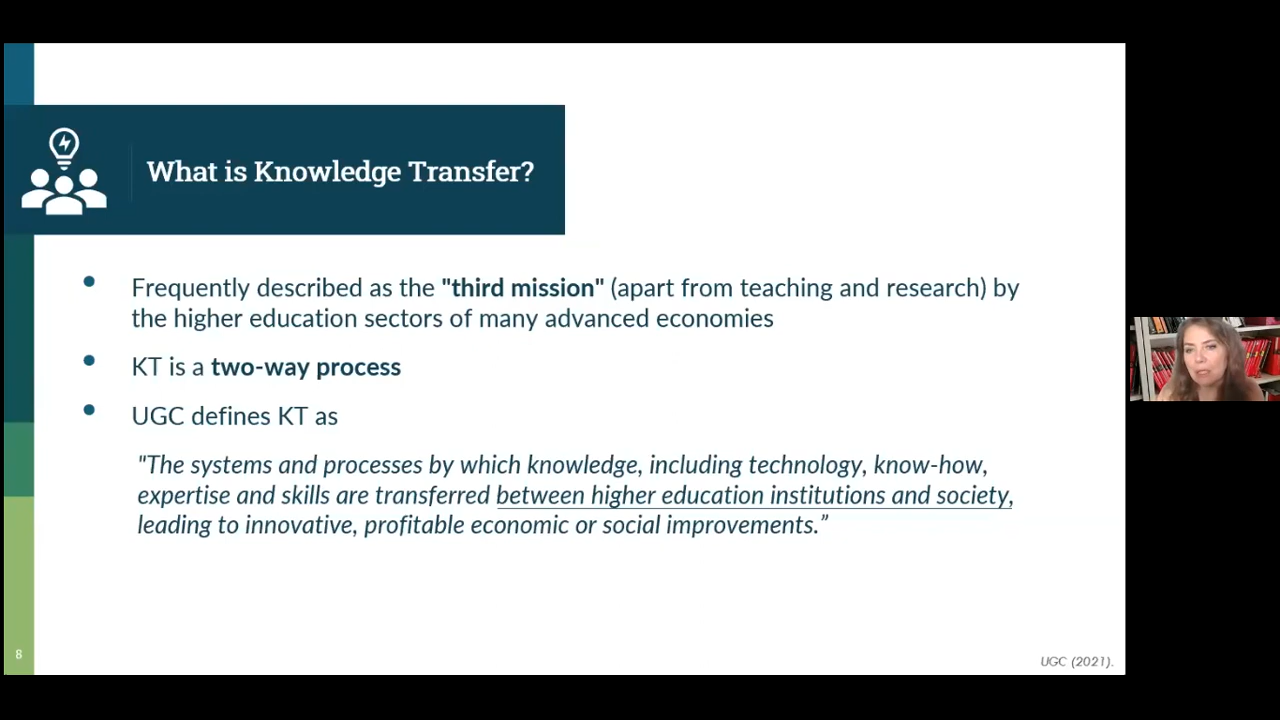 What is Knowledge Transfer?
Frequently described as the "third mission" (apart from teaching and research) by
the higher education sectors of many advanced economies
KT is a two-way process
UGC defines KT as
"The systems and processes by which knowledge, including technology, know-how,
expertise and skills are transferred between higher education institutions and society,
leading to innovative, profitable economic or social improvements.”
8
UGC (2021).